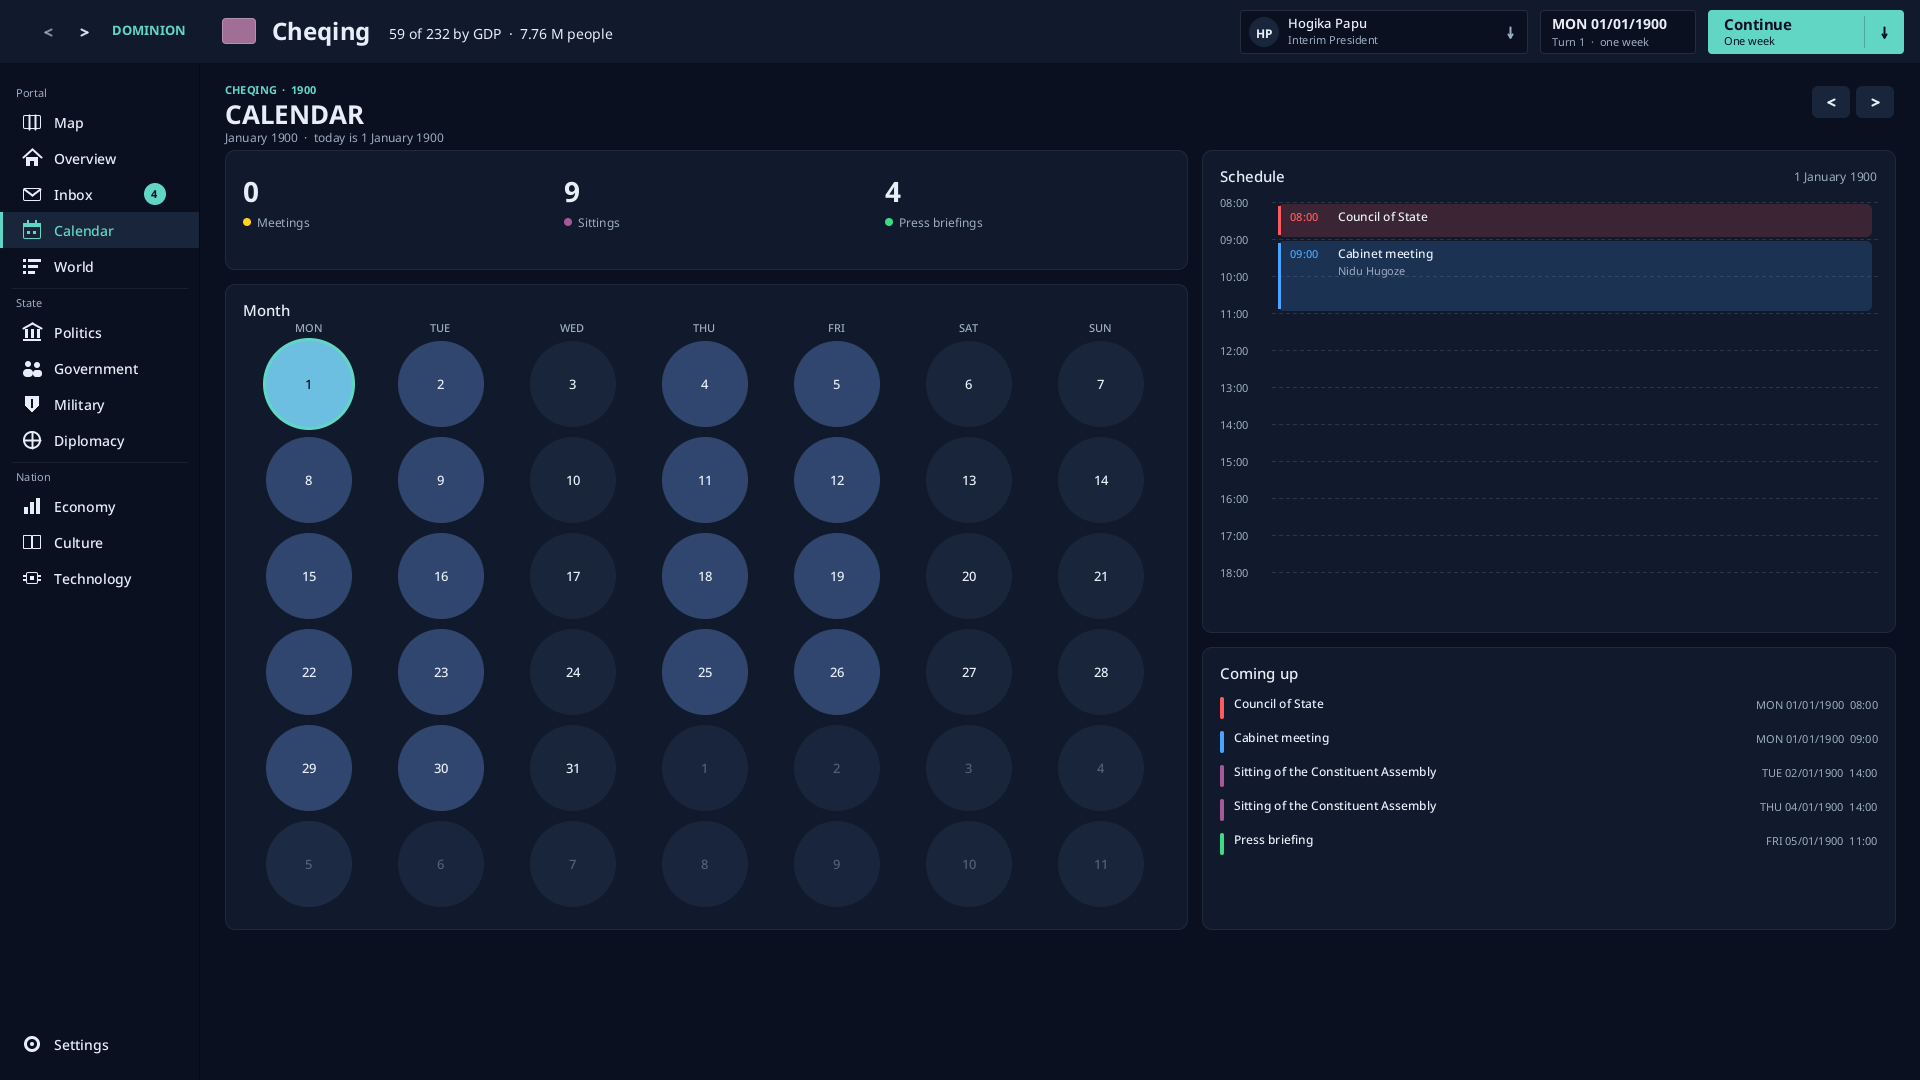 < > DOMINION Cheqing 59 of 232 by GDP · 7.76 M people
HP Hogika Papu
Interim President
↓
MON 01/01/1900
Turn 1 · one week
Continue
One week
↓
Portal
Map
Overview
Inbox 4
Calendar
World
State
Politics
Government
Military
Diplomacy
Nation
Economy
Culture
Technology
Settings
CHEQING · 1900
CALENDAR
January 1900 · today is 1 January 1900
< >
0
Meetings
9
Sittings
4
Press briefings
Month
MON TUE WED THU FRI SAT SUN
1 2 3 4 5 6 7
8 9 10 11 12 13 14
15 16 17 18 19 20 21
22 23 24 25 26 27 28
29 30 31 1 2 3 4
5 6 7 8 9 10 11
Schedule 1 January 1900
08:00
08:00 Council of State
09:00
09:00 Cabinet meeting
Nidu Hugoze
10:00
11:00
12:00
13:00
14:00
15:00
16:00
17:00
18:00
Coming up
Council of State MON 01/01/1900 08:00
Cabinet meeting MON 01/01/1900 09:00
Sitting of the Constituent Assembly TUE 02/01/1900 14:00
Sitting of the Constituent Assembly THU 04/01/1900 14:00
Press briefing FRI 05/01/1900 11:00